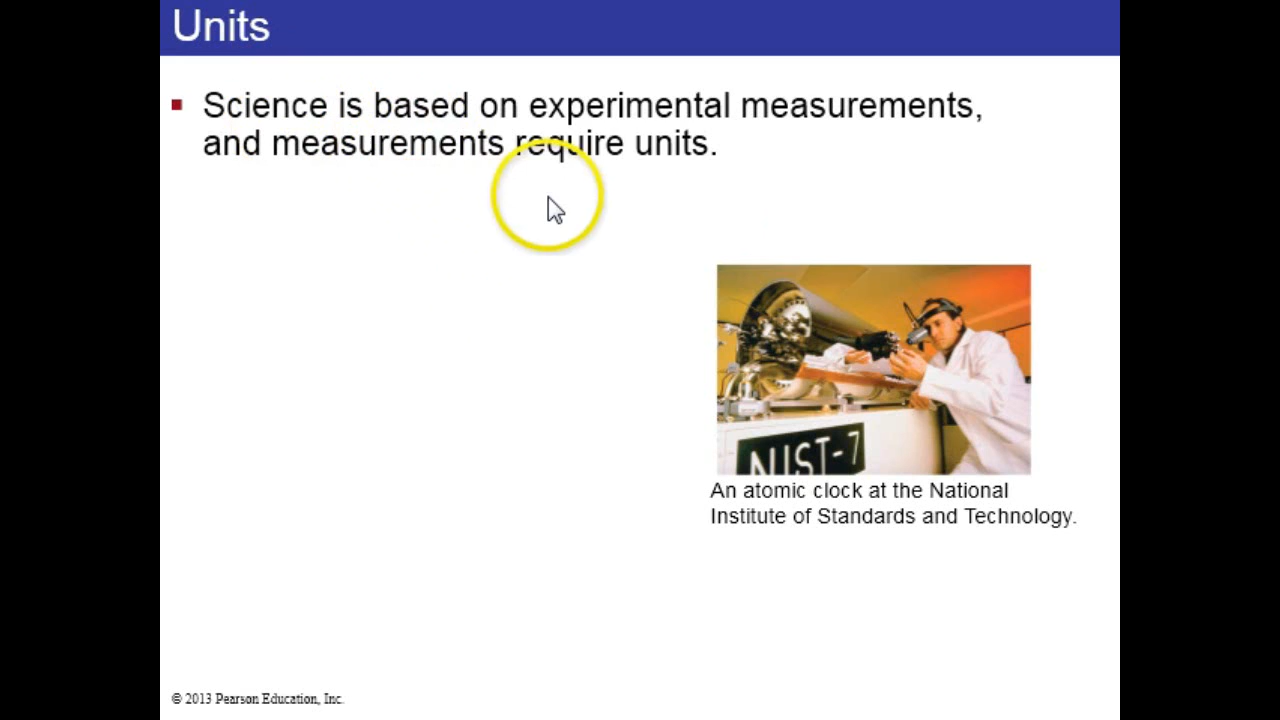 Units
Science is based on experimental measurements,
and measurements require units.
NIST-7
An atomic clock at the National
Institute of Standards and Technology.
© 2013 Pearson Education, Inc.